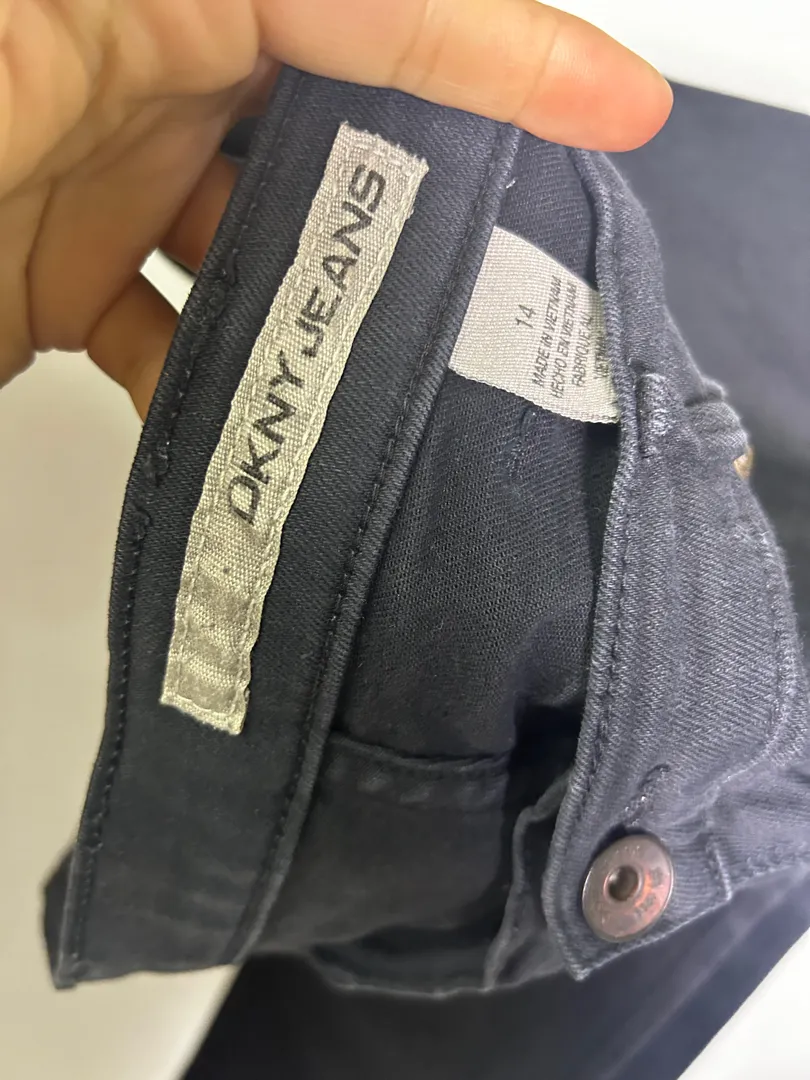 DKNY JEANS
14
MADE IN VIETNAM
HECHO EN VIETNAM